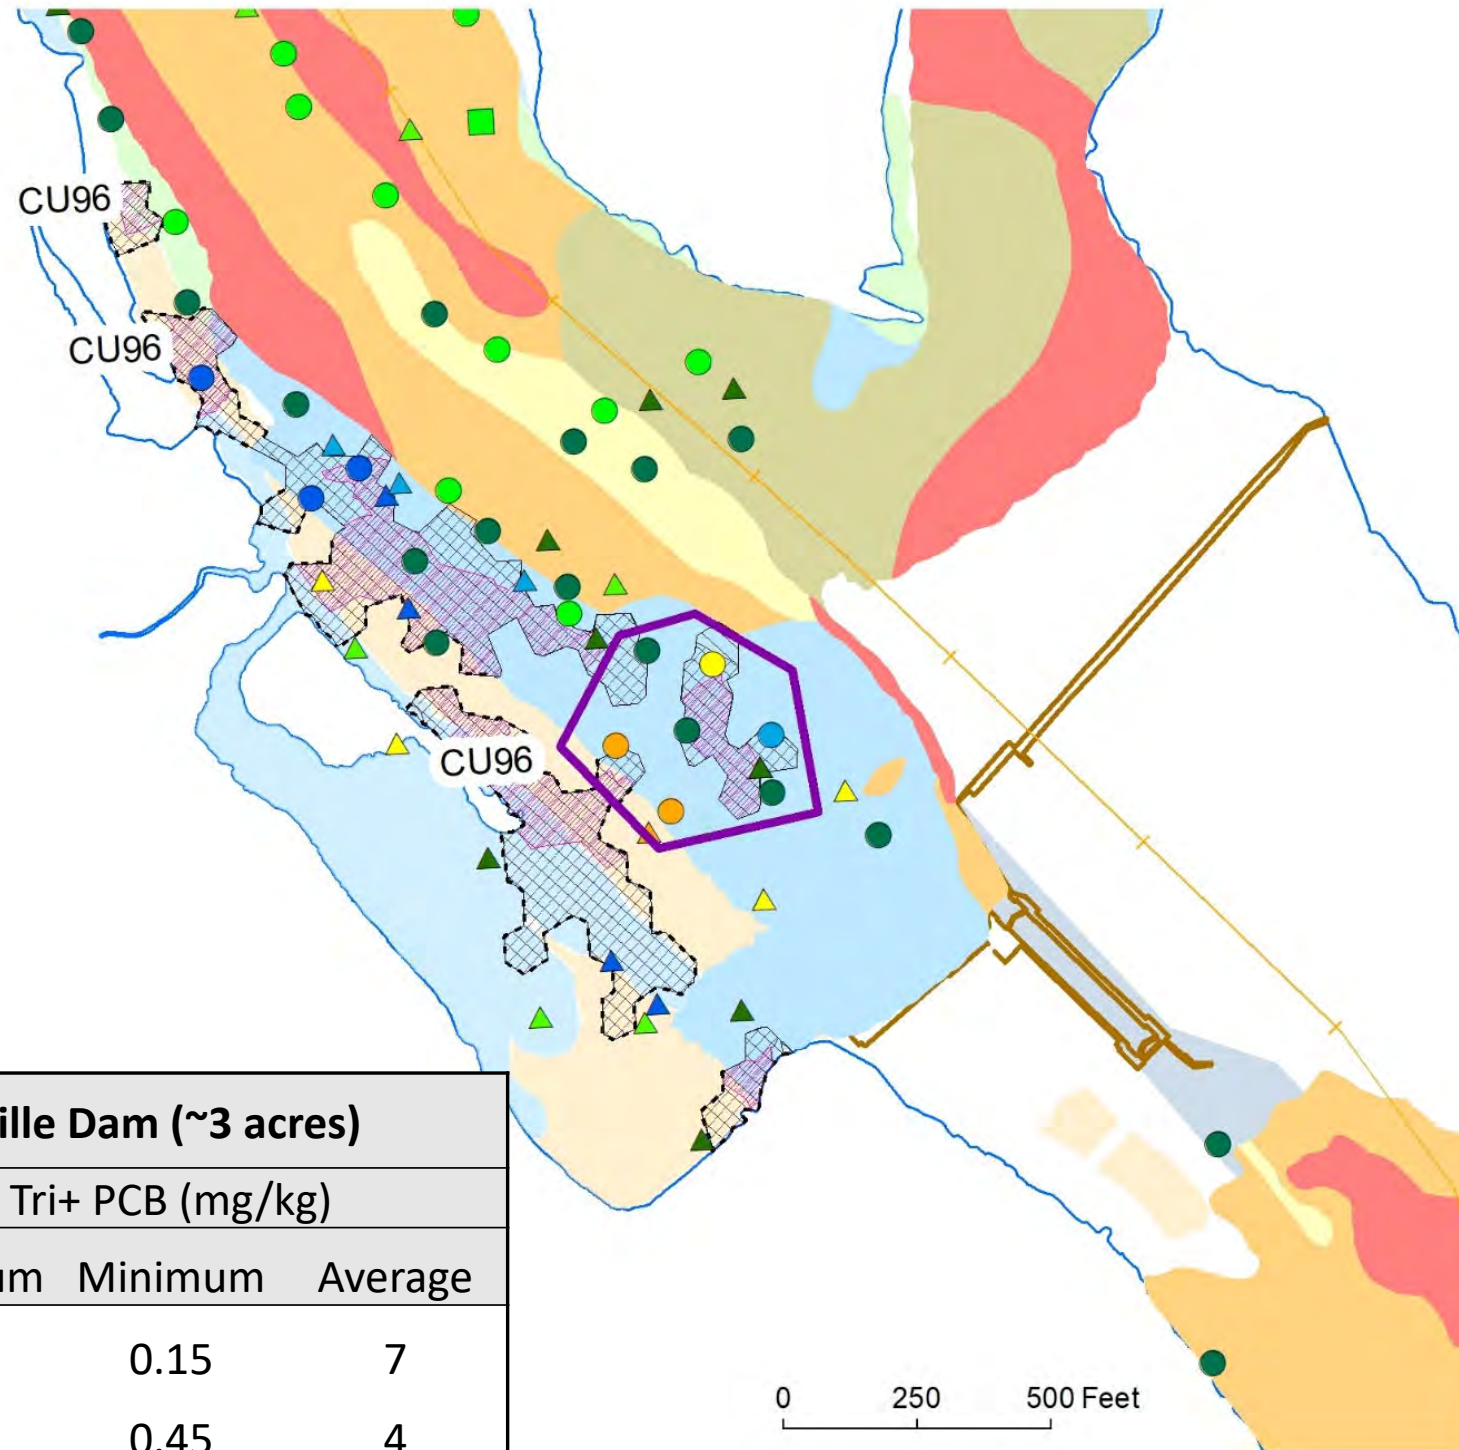 CU96
CU96
CU96
Dam (~3 acres)
Tri+ PCB (mg/kg)
Minimum Average
0.15 7
0.45 4
0 250 500 Feet